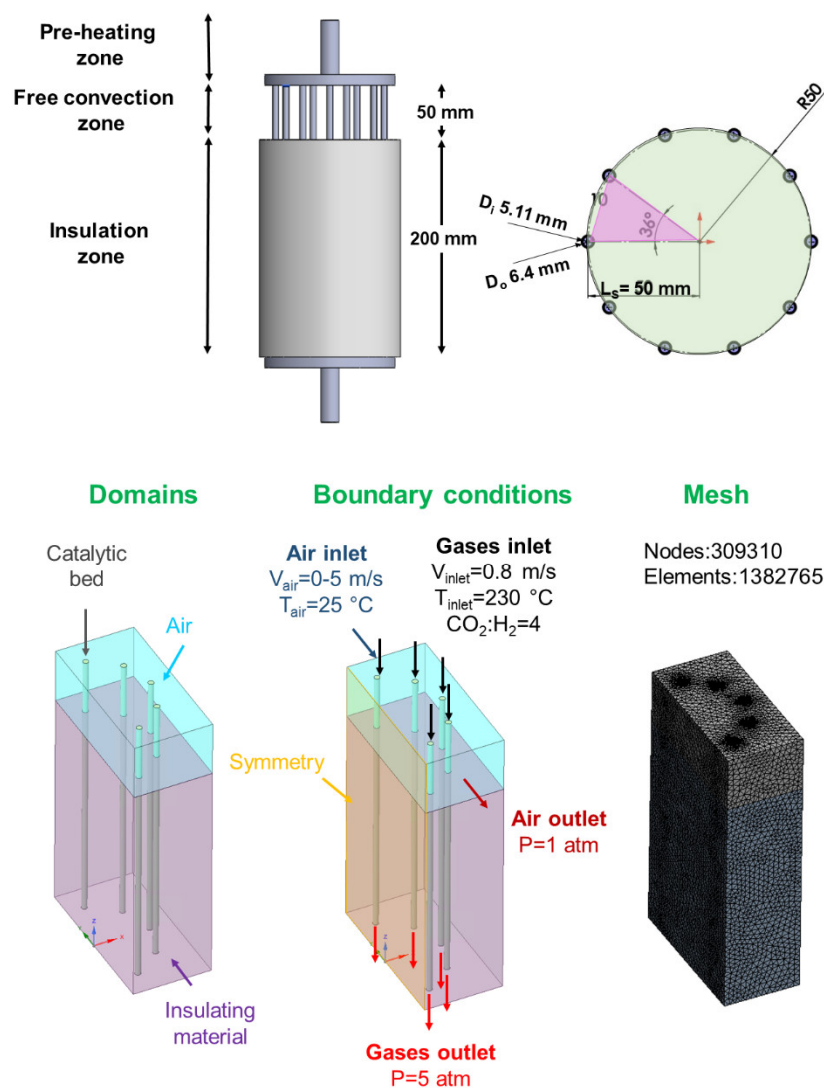 Pre-heating
zone
Free convection
zone
50 mm
Insulation
zone
200 mm
R50
10
Di 5.11 mm
36°
Do 6.4 mm
Ls= 50 mm
Domains
Boundary conditions
Mesh
Catalytic
bed
Air
Air inlet
Vair=0-5 m/s
Tair=25 °C
Gases inlet
Vinlet=0.8 m/s
Tinlet=230 °C
CO2:H2=4
Nodes:309310
Elements:1382765
Symmetry
Air outlet
P=1 atm
z
x
z
Insulating
material
Gases outlet
P=5 atm